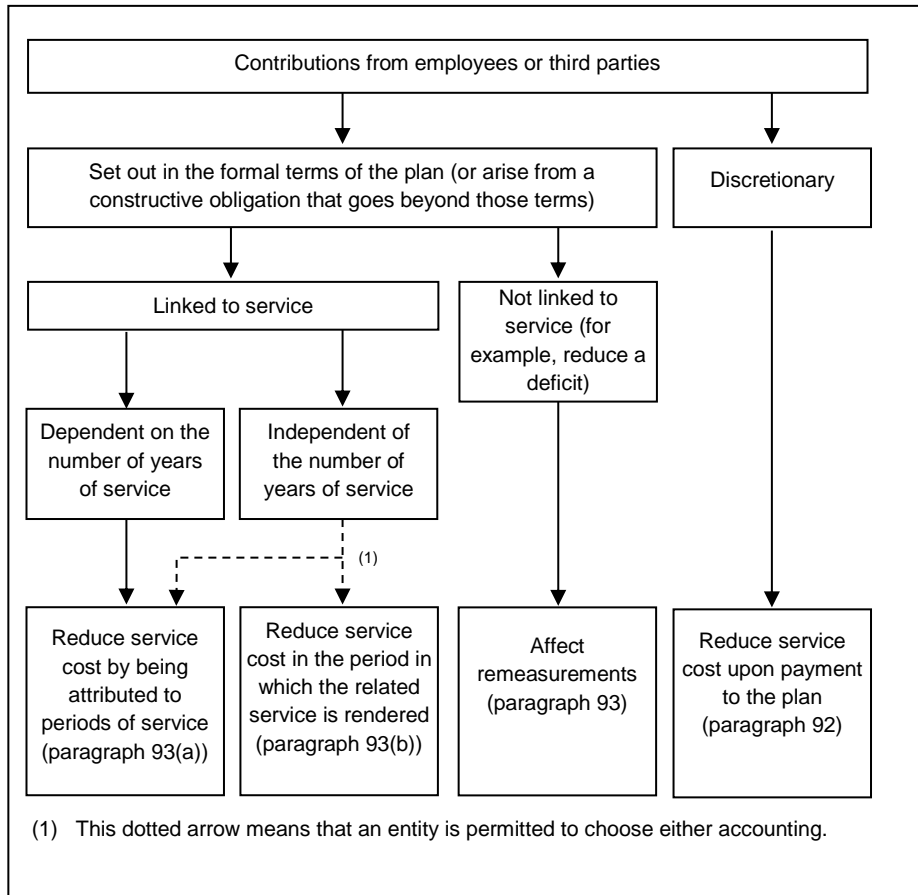 Contributions from employees or third parties
Set out in the formal terms of the plan (or arise from a
constructive obligation that goes beyond those terms)
Discretionary
Linked to service
Not linked to
service (for
example, reduce a
deficit)
Dependent on the
number of years
of service
Independent of
the number of
years of service
(1)
Reduce service
cost by being
attributed to
periods of service
(paragraph 93(a))
Reduce service
cost in the period in
which the related
service is rendered
(paragraph 93(b))
Affect
remeasurements
(paragraph 93)
Reduce service
cost upon payment
to the plan
(paragraph 92)
(1) This dotted arrow means that an entity is permitted to choose either accounting.